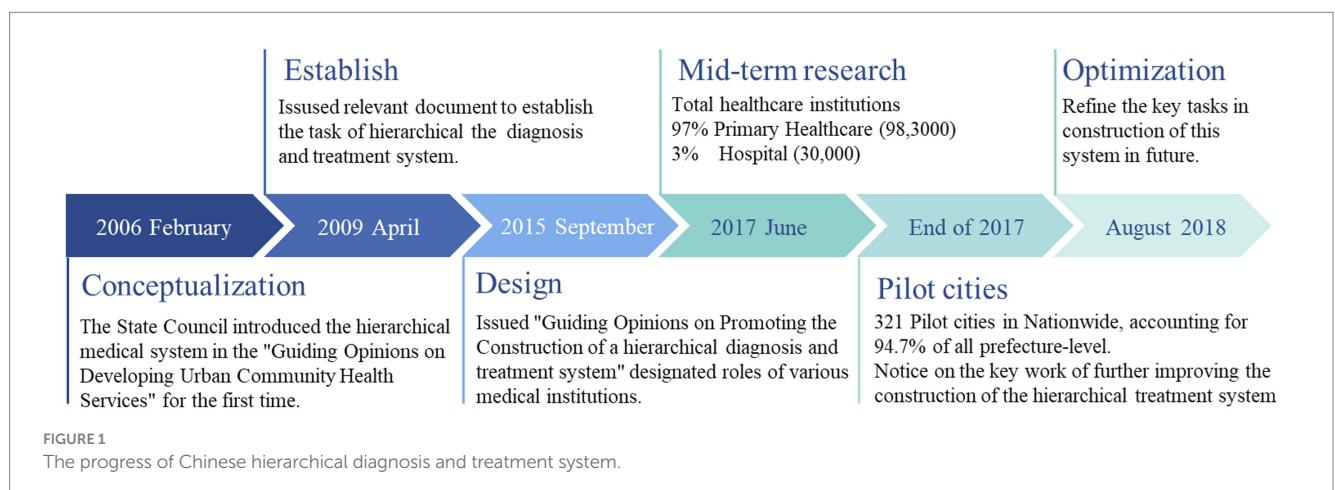 Establish
Issused relevant document to establish
the task of hierarchical the diagnosis
and treatment system.
Mid-term research
Total healthcare institutions
97% Primary Healthcare (98,3000)
3% Hospital (30,000)
Optimization
Refine the key tasks in
construction of this
system in future.
2006 February
2009 April
2015 September
2017 June
End of 2017
August 2018
Conceptualization
The State Council introduced the hierarchical
medical system in the "Guiding Opinions on
Developing Urban Community Health
Services" for the first time.
Design
Issued "Guiding Opinions on Promoting the
Construction of a hierarchical diagnosis and
treatment system" designated roles of various
medical institutions.
Pilot cities
321 Pilot cities in Nationwide, accounting for
94.7% of all prefecture-level.
Notice on the key work of further improving the
construction of the hierarchical treatment system
FIGURE 1
The progress of Chinese hierarchical diagnosis and treatment system.